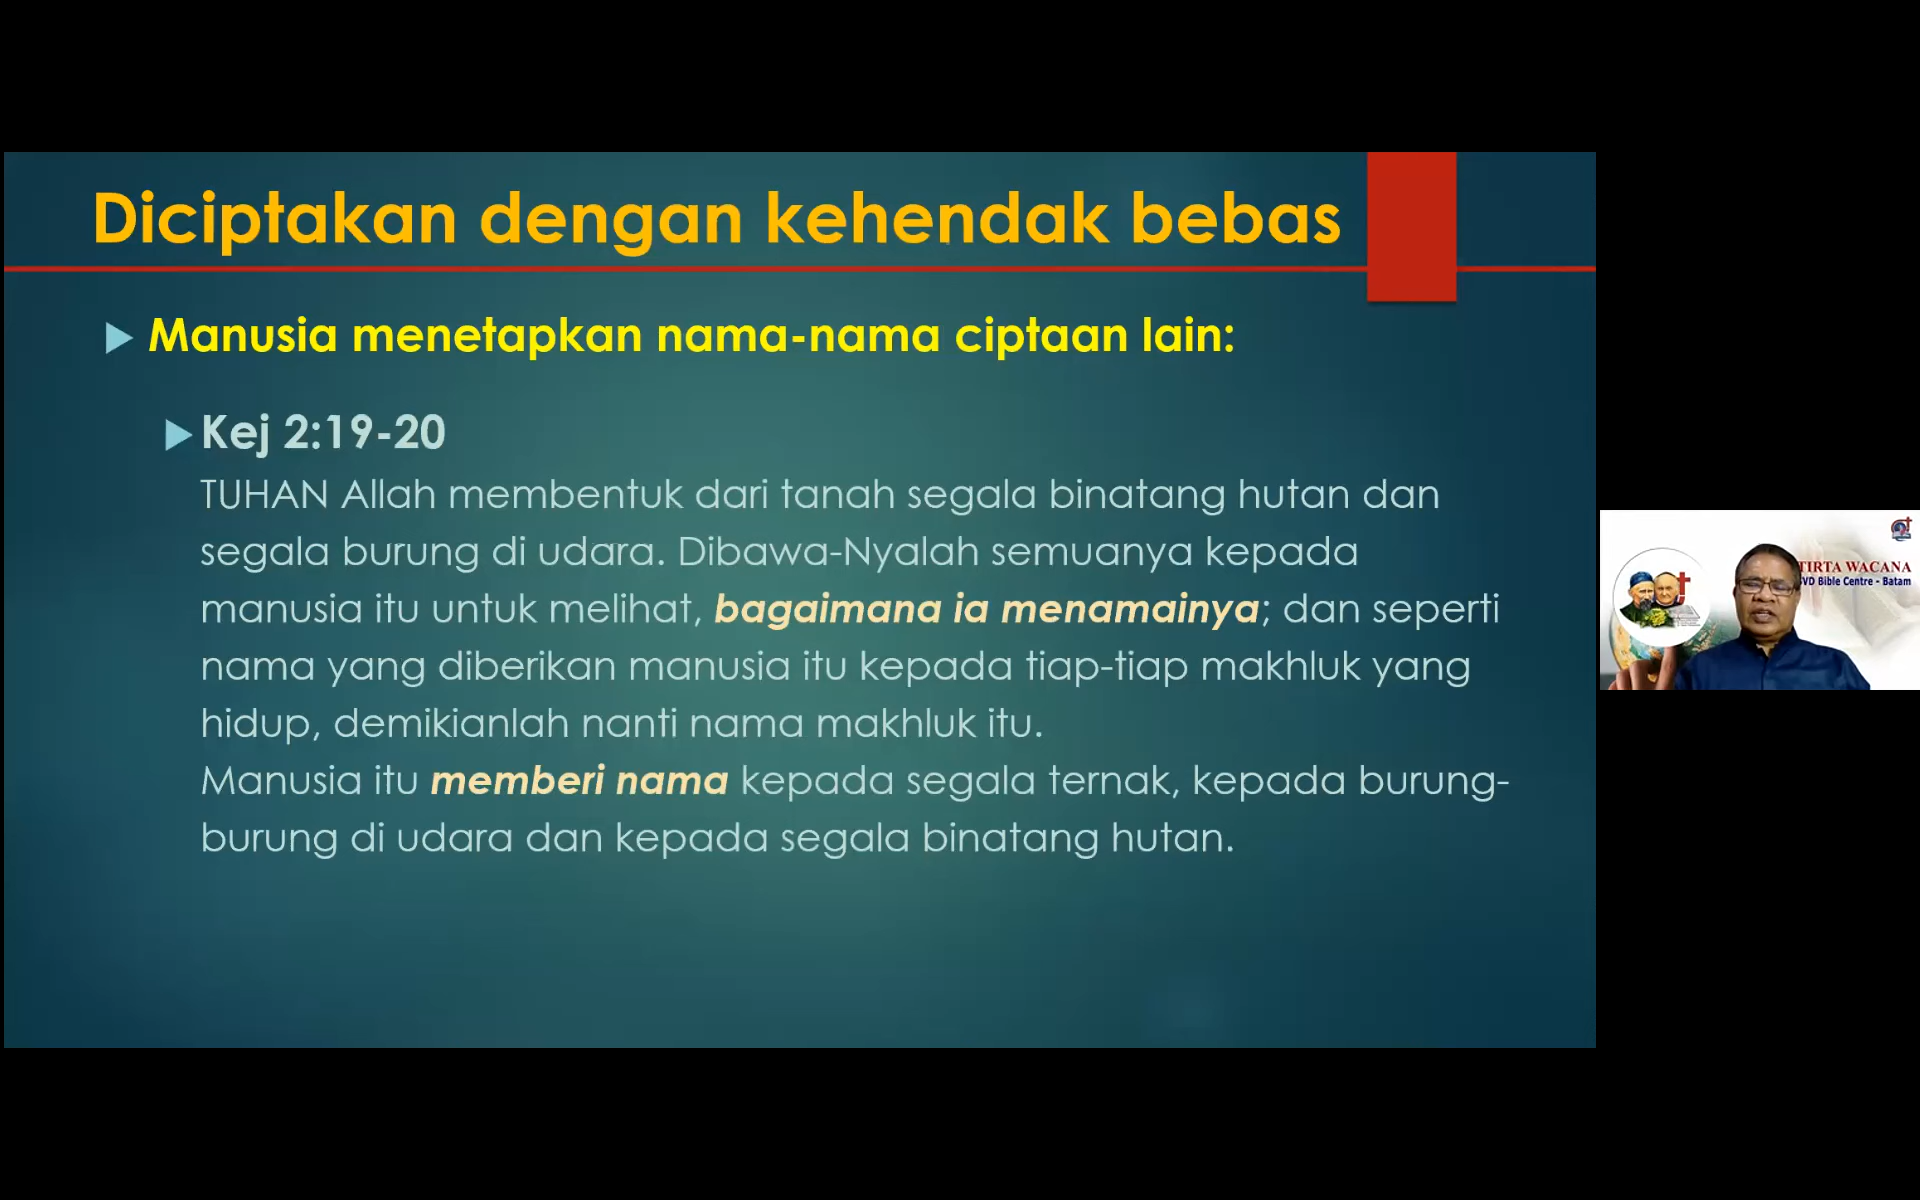 Diciptakan dengan kehendak bebas
Manusia menetapkan nama-nama ciptaan lain:
Kej 2:19-20
TUHAN Allah membentuk dari tanah segala binatang hutan dan
segala burung di udara. Dibawa-Nyalah semuanya kepada
manusia itu untuk melihat, bagaimana ia menamainya; dan seperti
nama yang diberikan manusia itu kepada tiap-tiap makhluk yang
hidup, demikianlah nanti nama makhluk itu.
Manusia itu memberi nama kepada segala ternak, kepada burung-
burung di udara dan kepada segala binatang hutan.
TIRTA WACANA
SVD Bible Centre - Batam